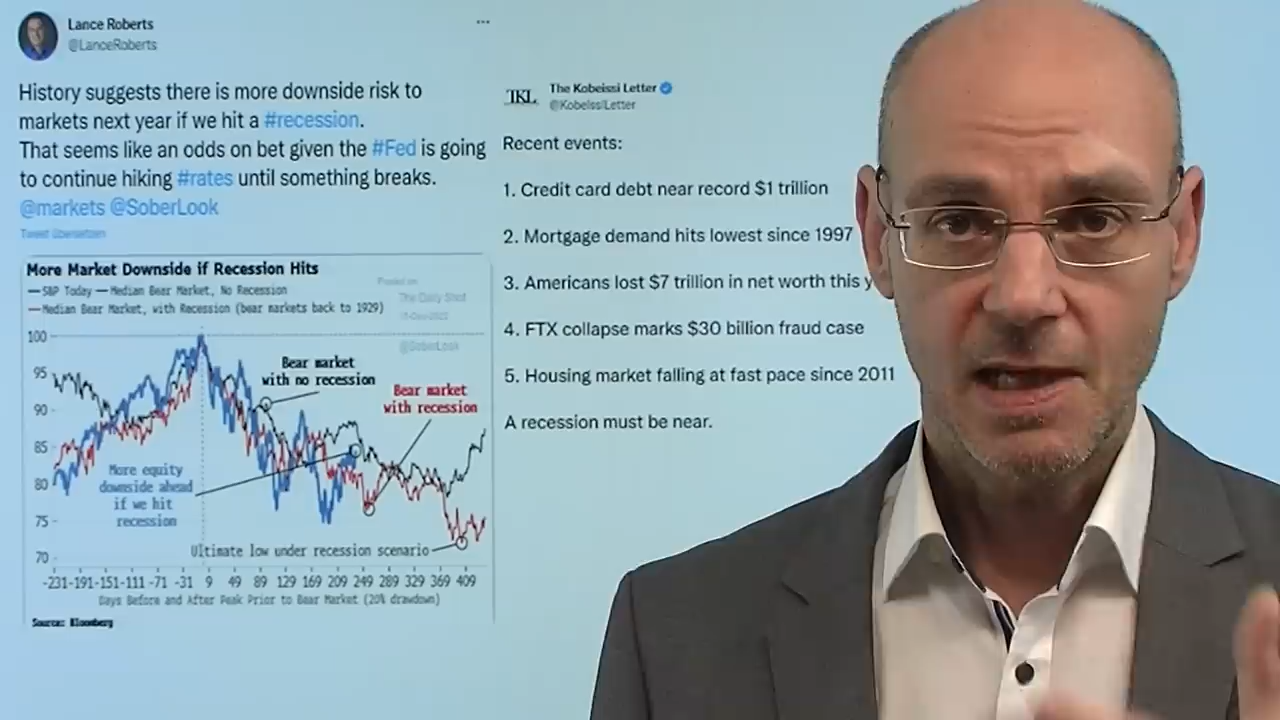 Lance Roberts
@LanceRoberts
...
History suggests there is more downside risk to
markets next year if we hit a #recession.
That seems like an odds on bet given the #Fed is going
to continue hiking #rates until something breaks.
@markets @SoberLook
Tweet übersetzen
More Market Downside if Recession Hits
S&P Today — Median Bear Market, No Recession
Median Bear Market, with Recession (bear markets back to 1929)
Posted on
The Daily Shot
@SoberLook
100
95
90
85
80
75
70
Bear market
with no recession
Bear market
with recession
More equity
downside ahead
if we hit
recession
Ultimate low under recession scenario
-231 -191 -151 -111 -71 -31 9 49 89 129 169 209 249 289 329 369 409
Days Before and After Peak Prior to Bear Market (20% drawdown)
Source: Bloomberg
TKL
The Kobeissi Letter
@KobeissiLetter
Recent events:
1. Credit card debt near record $1 trillion
2. Mortgage demand hits lowest since 1997
3. Americans lost $7 trillion in net worth this y
4. FTX collapse marks $30 billion fraud case
5. Housing market falling at fast pace since 2011
A recession must be near.